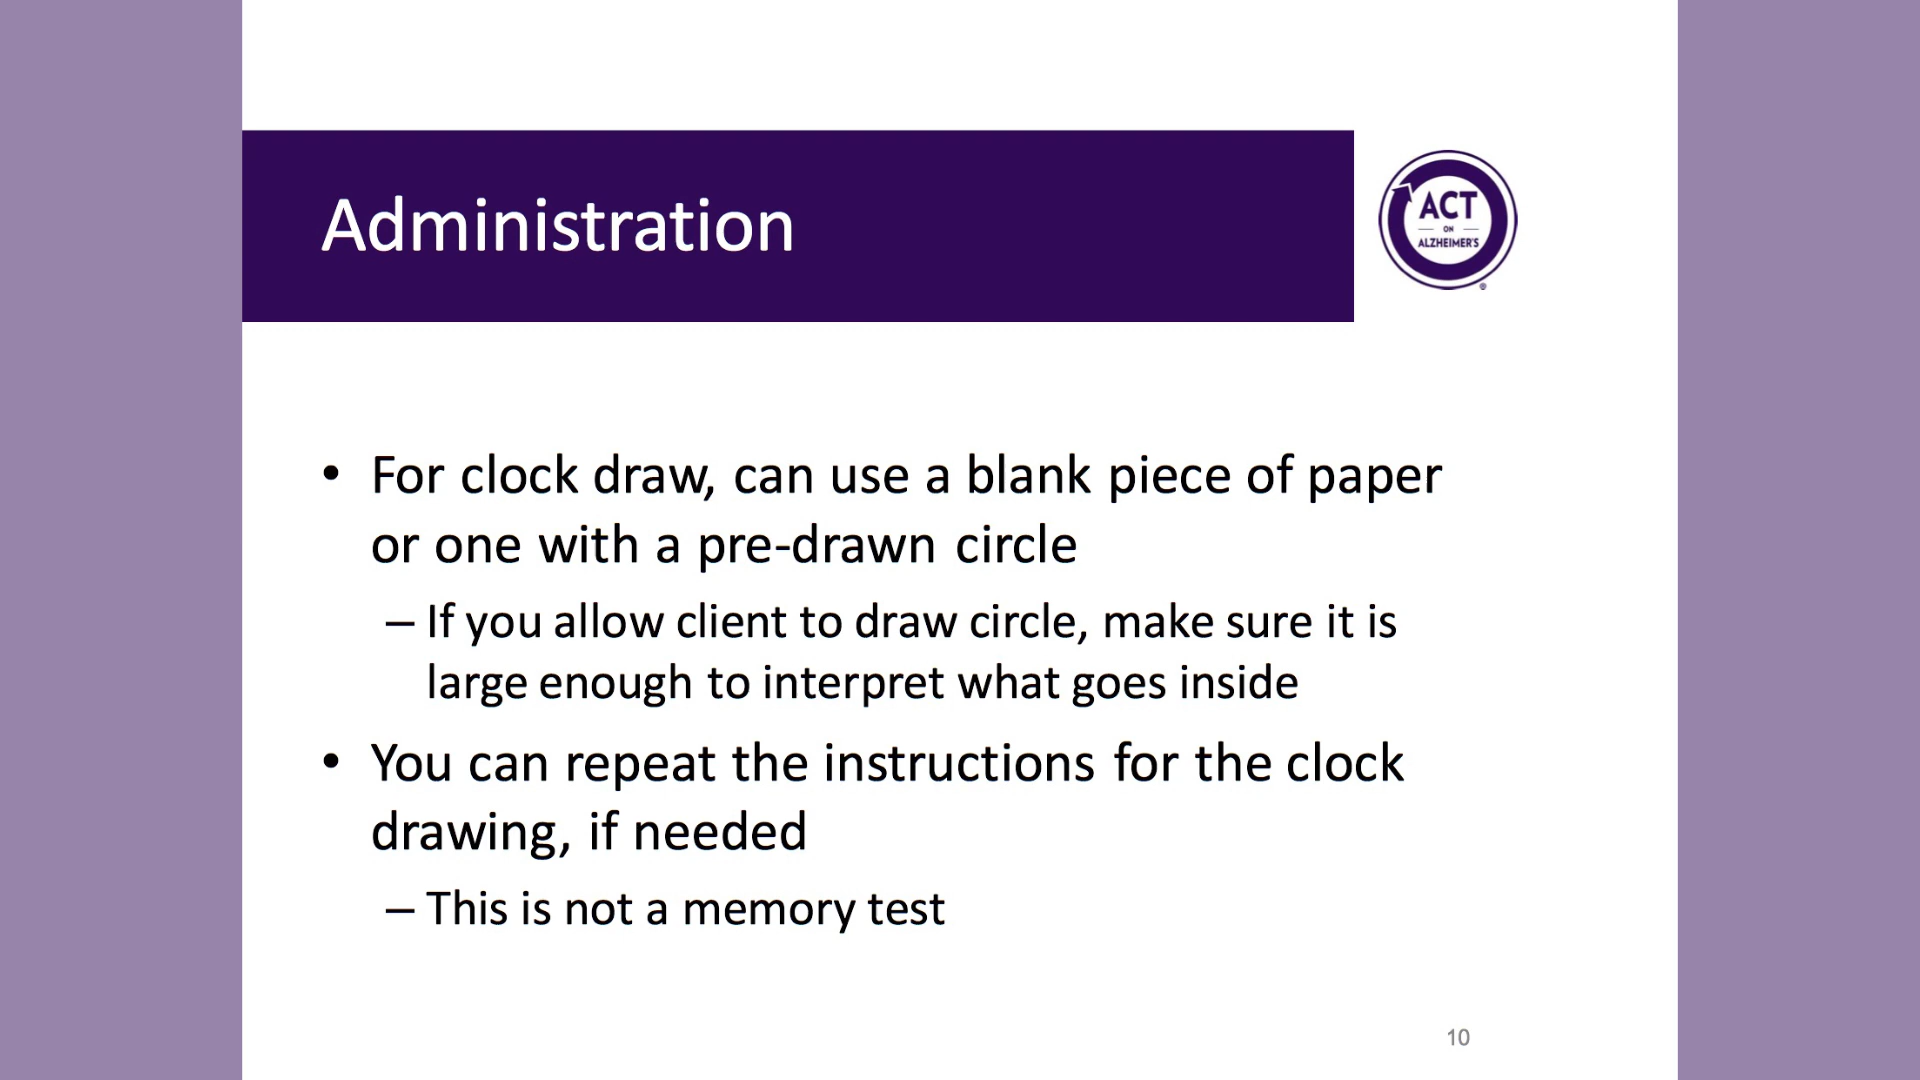 Administration
ACT
ON
ALZHEIMER'S
®
• For clock draw, can use a blank piece of paper
or one with a pre-drawn circle
– If you allow client to draw circle, make sure it is
large enough to interpret what goes inside
• You can repeat the instructions for the clock
drawing, if needed
– This is not a memory test
10